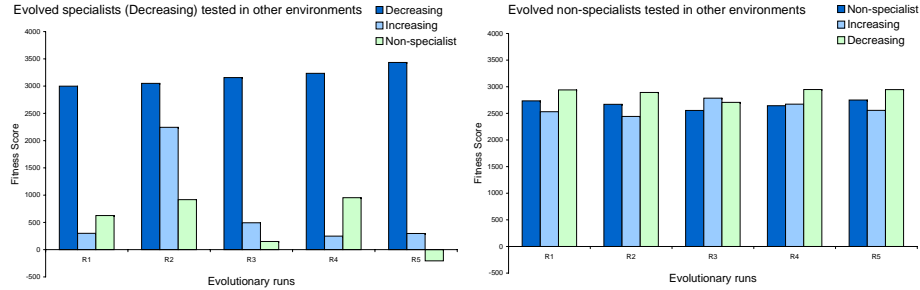 Evolved specialists (Decreasing) tested in other environments
Decreasing
Increasing
Non-specialist
4000
3500
3000
2500
2000
1500
1000
500
0
-500
Fitness Score
R1 R2 R3 R4 R5
Evolutionary runs
Evolved non-specialists tested in other environments
Non-specialist
Increasing
Decreasing
4000
3500
3000
2500
2000
1500
1000
500
0
-500
Fitness Score
R1 R2 R3 R4 R5
Evolutionary runs